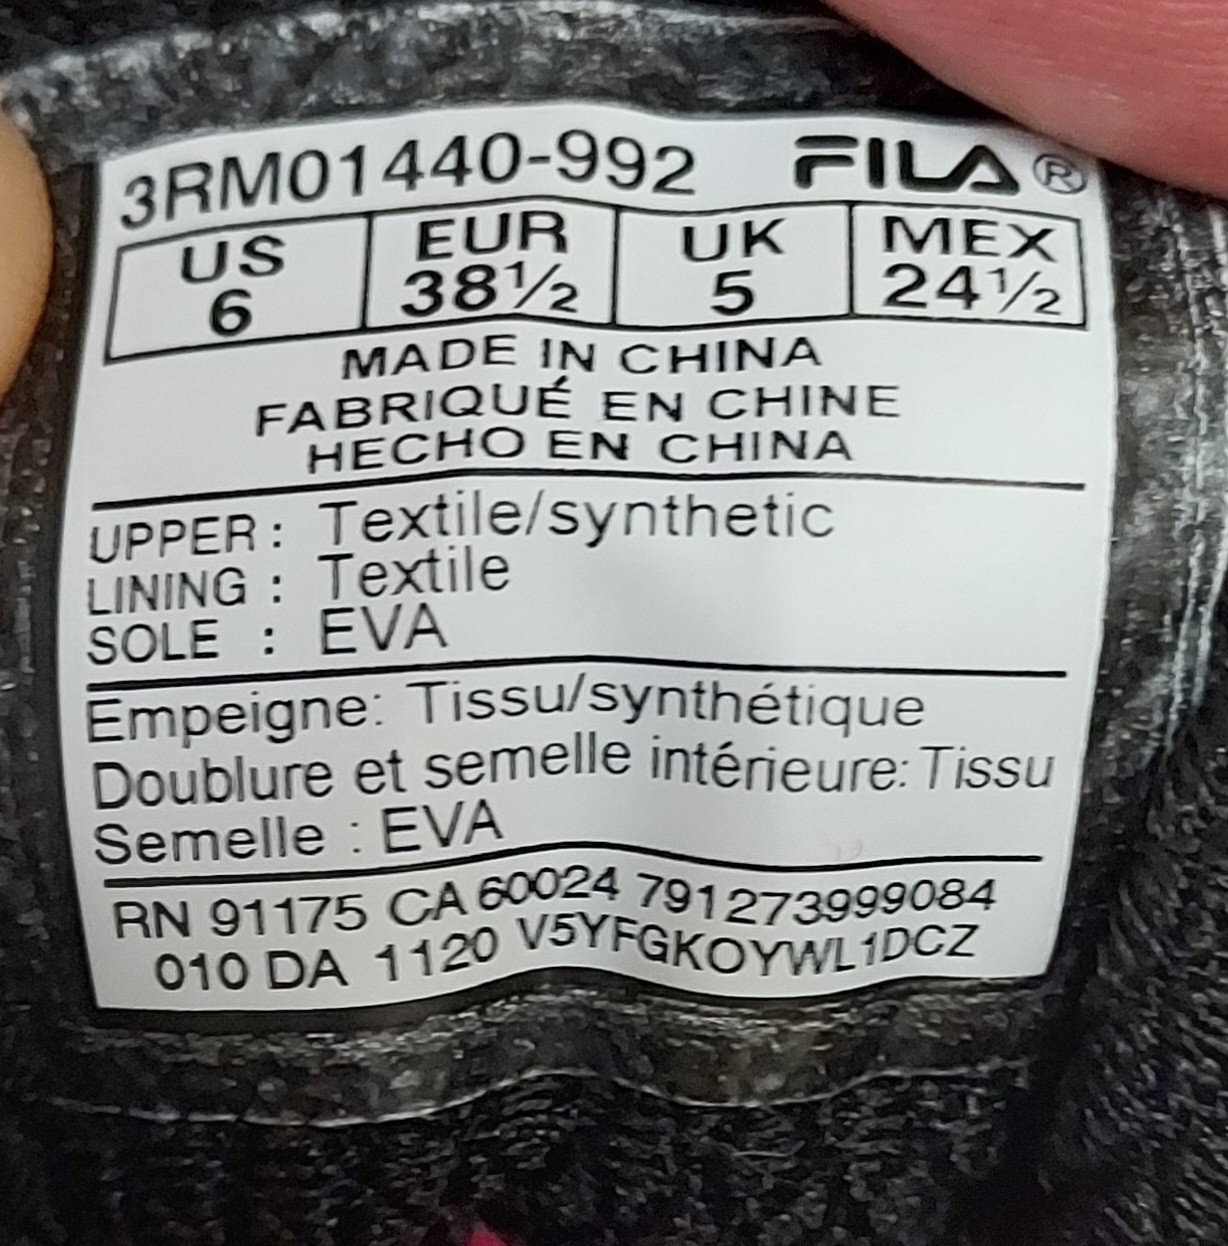 3RM01440-992 FILA®
US EUR UK MEX
6 38½ 5 24½
MADE IN CHINA
FABRIQUÉ EN CHINE
HECHO EN CHINA
UPPER: Textile/synthetic
LINING : Textile
SOLE : EVA
Empeigne: Tissu/synthétique
Doublure et semelle intérieure: Tissu
Semelle : EVA
RN 91175 CA 60024 791273999084
010 DA 1120 V5YFGKOYWL1DCZ